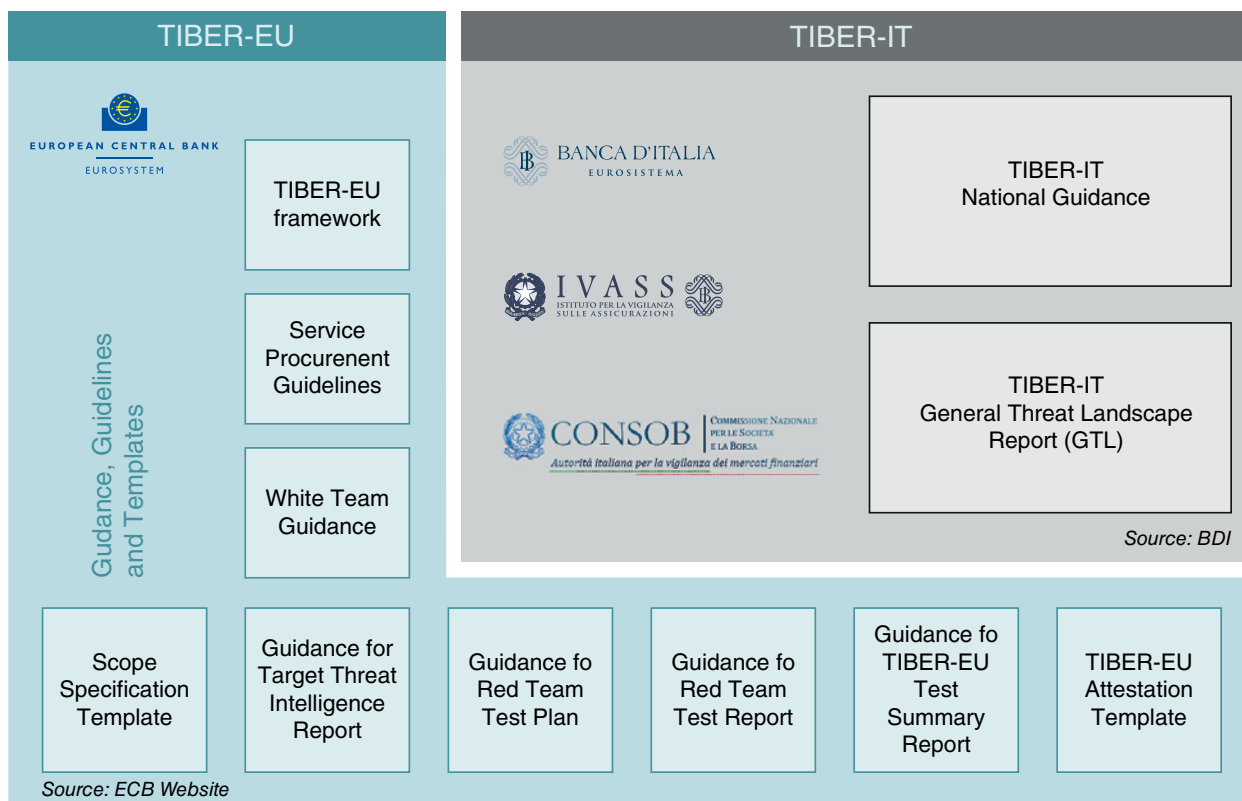 TIBER-EU
EUROPEAN CENTRAL BANK
EUROSYSTEM
TIBER-EU
framework
Service
Procurenent
Guidelines
White Team
Guidance
Gudance, Guidelines
and Templates
TIBER-IT
BANCA D'ITALIA
EUROSISTEMA
IVASS
ISTITUTO PER LA VIGILANZA
SULLE ASSICURAZIONI
CONSOB
COMMISSIONE NAZIONALE
PER LE SOCIETÀ
E LA BORSA
Autorità italiana per la vigilanza dei mercati finanziari
TIBER-IT
National Guidance
TIBER-IT
General Threat Landscape
Report (GTL)
Source: BDI
Scope
Specification
Template
Guidance for
Target Threat
Intelligence
Report
Guidance fo
Red Team
Test Plan
Guidance fo
Red Team
Test Report
Guidance fo
TIBER-EU
Test
Summary
Report
TIBER-EU
Attestation
Template
Source: ECB Website